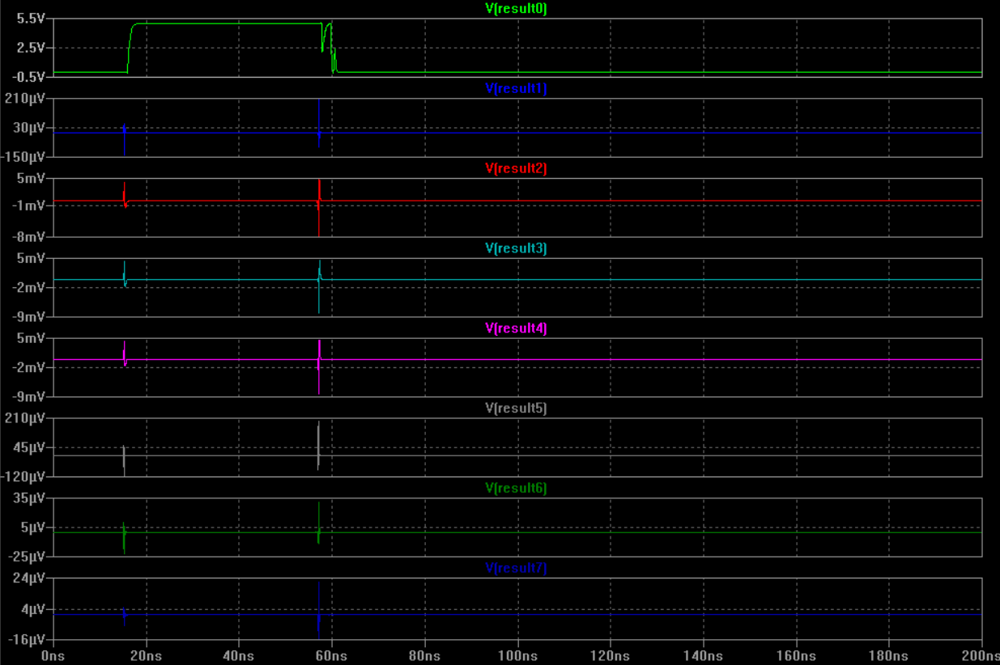 V(result0)
5.5V
2.5V
-0.5V
V(result1)
210µV
30µV
-150µV
V(result2)
5mV
-1mV
-8mV
V(result3)
5mV
-2mV
-9mV
V(result4)
5mV
-2mV
-9mV
V(result5)
210µV
45µV
-120µV
V(result6)
35µV
5µV
-25µV
V(result7)
24µV
4µV
-16µV
0ns 20ns 40ns 60ns 80ns 100ns 120ns 140ns 160ns 180ns 200ns